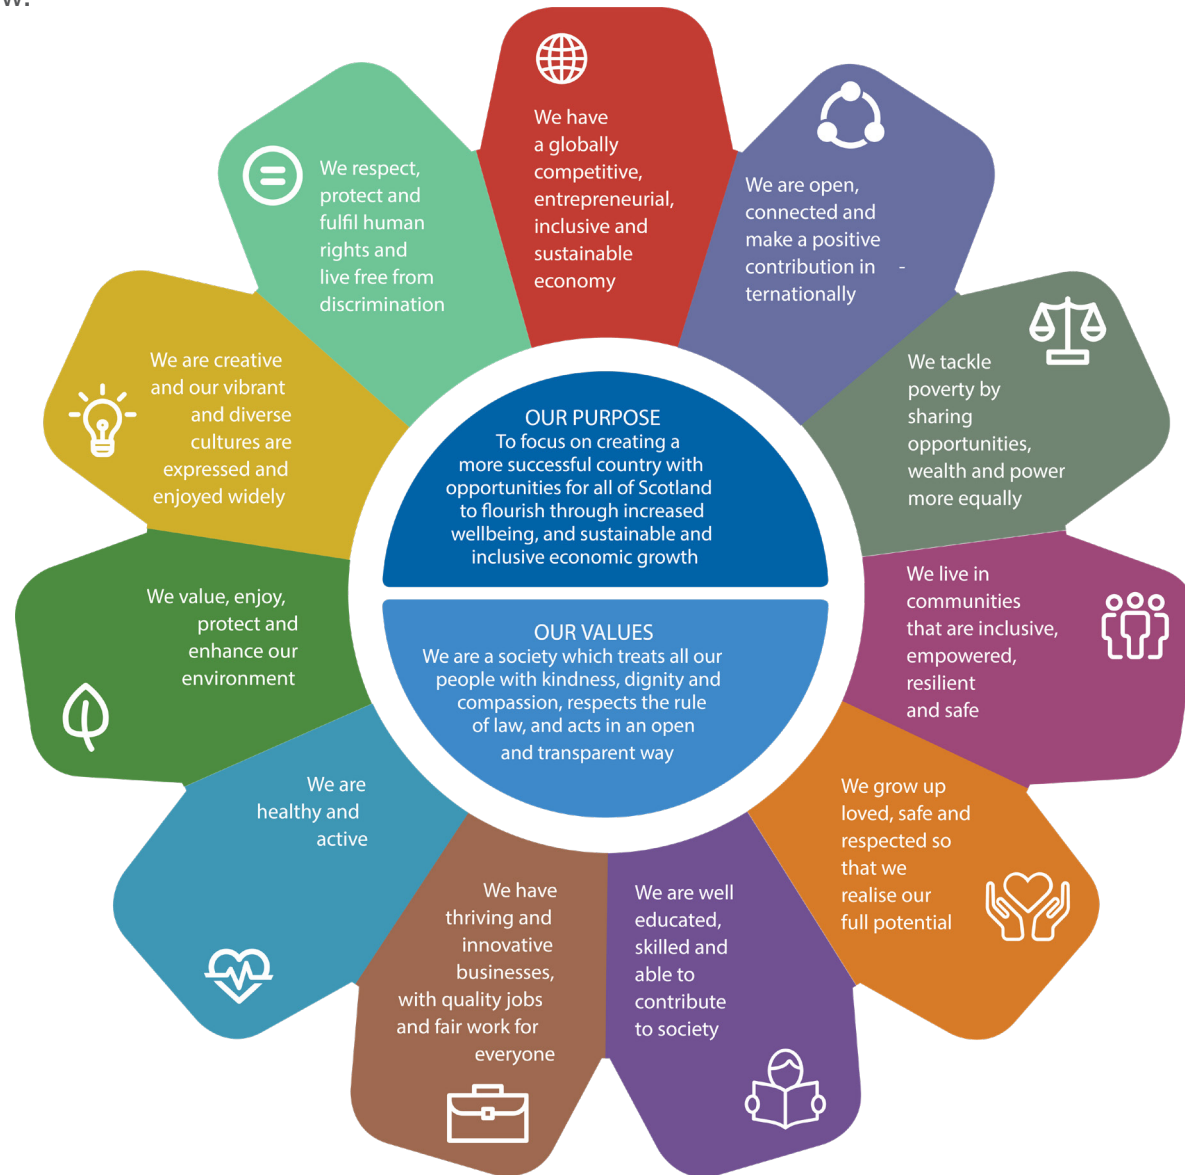 w.
We have
a globally
competitive,
entrepreneurial,
inclusive and
sustainable
economy
We are open,
connected and
make a positive
contribution in -
ternationally
We tackle
poverty by
sharing
opportunities,
wealth and power
more equally
We live in
communities
that are inclusive,
empowered,
resilient
and safe
We grow up
loved, safe and
respected so
that we
realise our
full potential
We are well
educated,
skilled and
able to
contribute
to society
We have
thriving and
innovative
businesses,
with quality jobs
and fair work for
everyone
We are
healthy and
active
We value, enjoy,
protect and
enhance our
environment
We are creative
and our vibrant
and diverse
cultures are
expressed and
enjoyed widely
We respect,
protect and
fulfil human
rights and
live free from
discrimination
OUR PURPOSE
To focus on creating a
more successful country with
opportunities for all of Scotland
to flourish through increased
wellbeing, and sustainable and
inclusive economic growth
OUR VALUES
We are a society which treats all our
people with kindness, dignity and
compassion, respects the rule
of law, and acts in an open
and transparent way